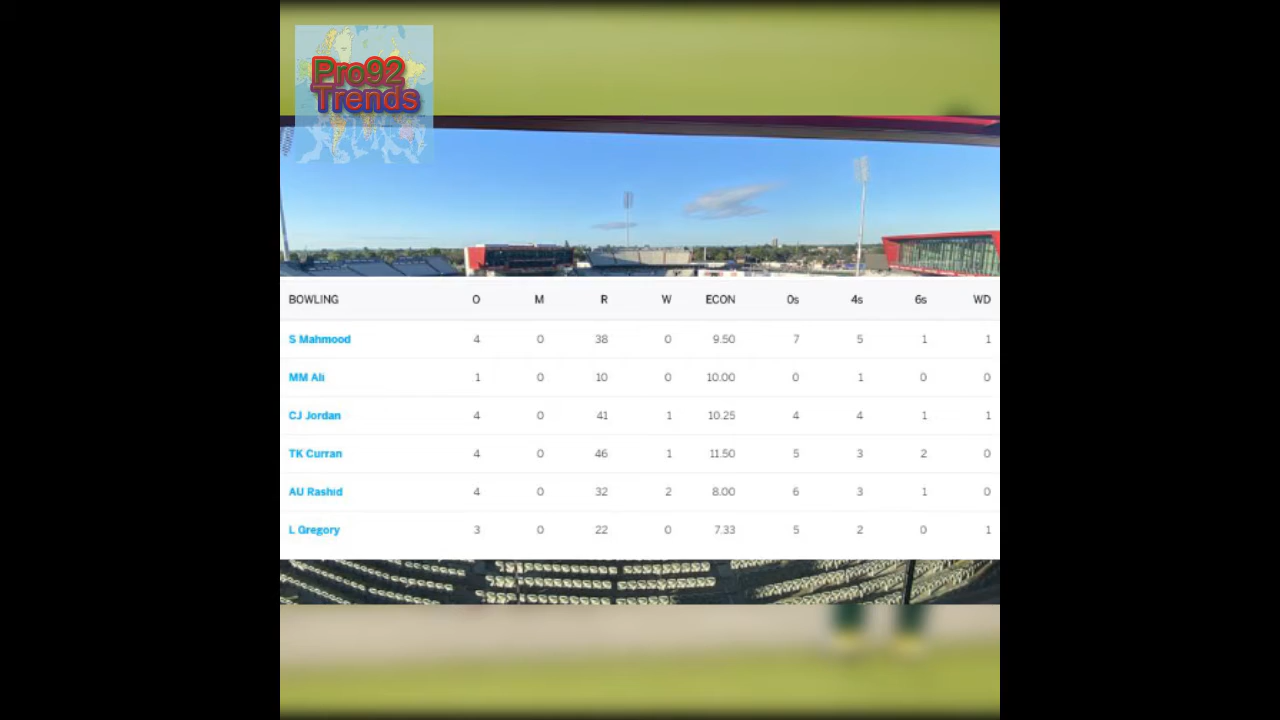 Pro92
Trends
BOWLING O M R W ECON 0s 4s 6s WD
S Mahmood 4 0 38 0 9.50 7 5 1 1
MM Ali 1 0 10 0 10.00 0 1 0 0
CJ Jordan 4 0 41 1 10.25 4 4 1 1
TK Curran 4 0 46 1 11.50 5 3 2 0
AU Rashid 4 0 32 2 8.00 6 3 1 0
L Gregory 3 0 22 0 7.33 5 2 0 1